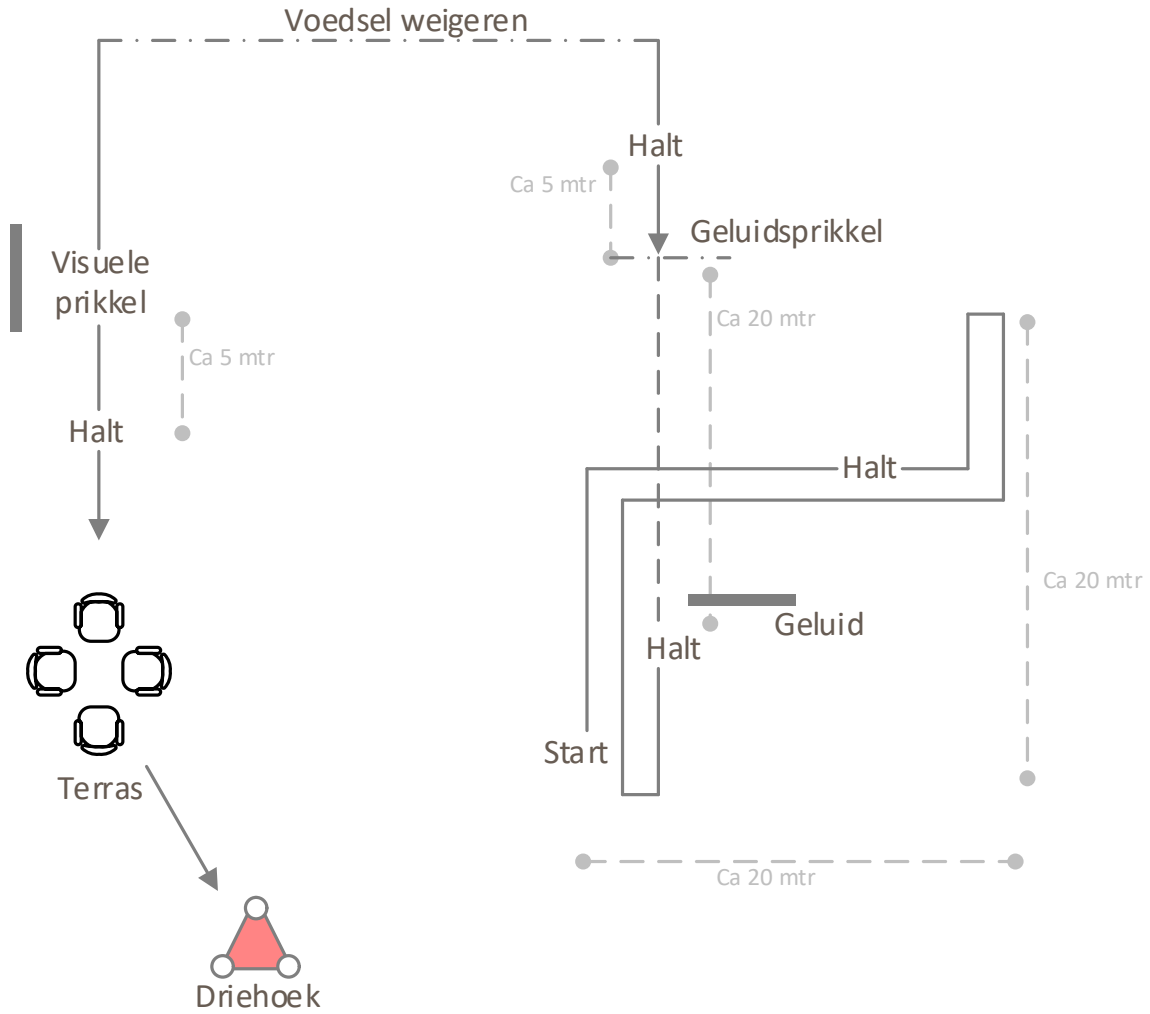 Voedsel weigeren
Halt
Ca 5 mtr
Geluidsprikkel
Visuele
prikkel
Ca 20 mtr
Ca 5 mtr
Halt
Halt
Ca 20 mtr
Geluid
Halt
Start
Terras
Ca 20 mtr
Driehoek